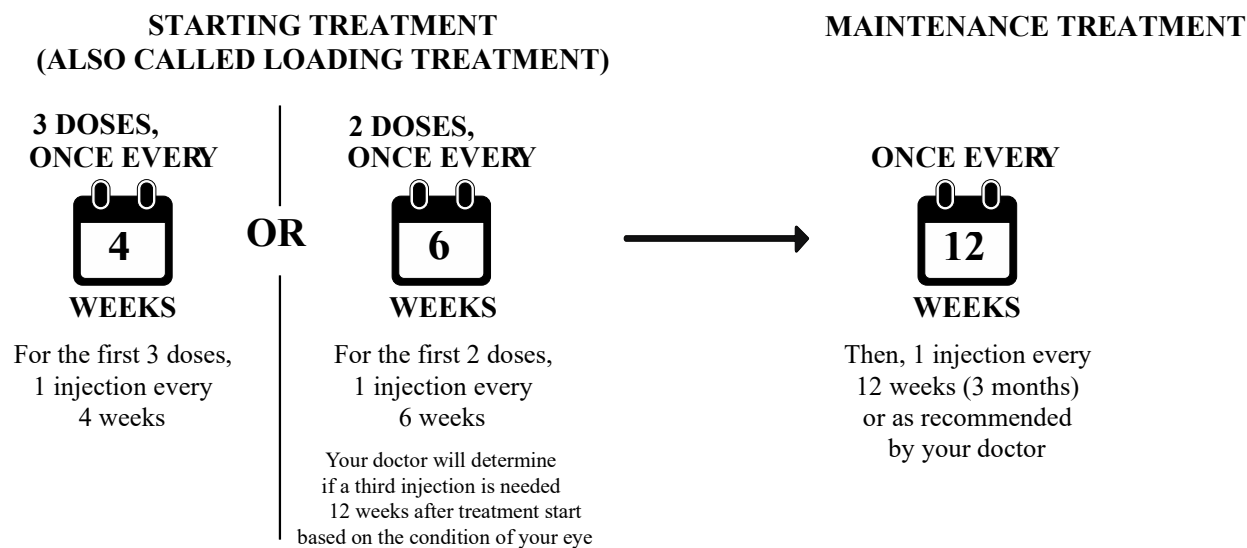 STARTING TREATMENT
(ALSO CALLED LOADING TREATMENT)
3 DOSES,
ONCE EVERY
4
WEEKS
For the first 3 doses,
1 injection every
4 weeks
OR
2 DOSES,
ONCE EVERY
6
WEEKS
For the first 2 doses,
1 injection every
6 weeks
Your doctor will determine
if a third injection is needed
12 weeks after treatment start
based on the condition of your eye
MAINTENANCE TREATMENT
ONCE EVERY
12
WEEKS
Then, 1 injection every
12 weeks (3 months)
or as recommended
by your doctor